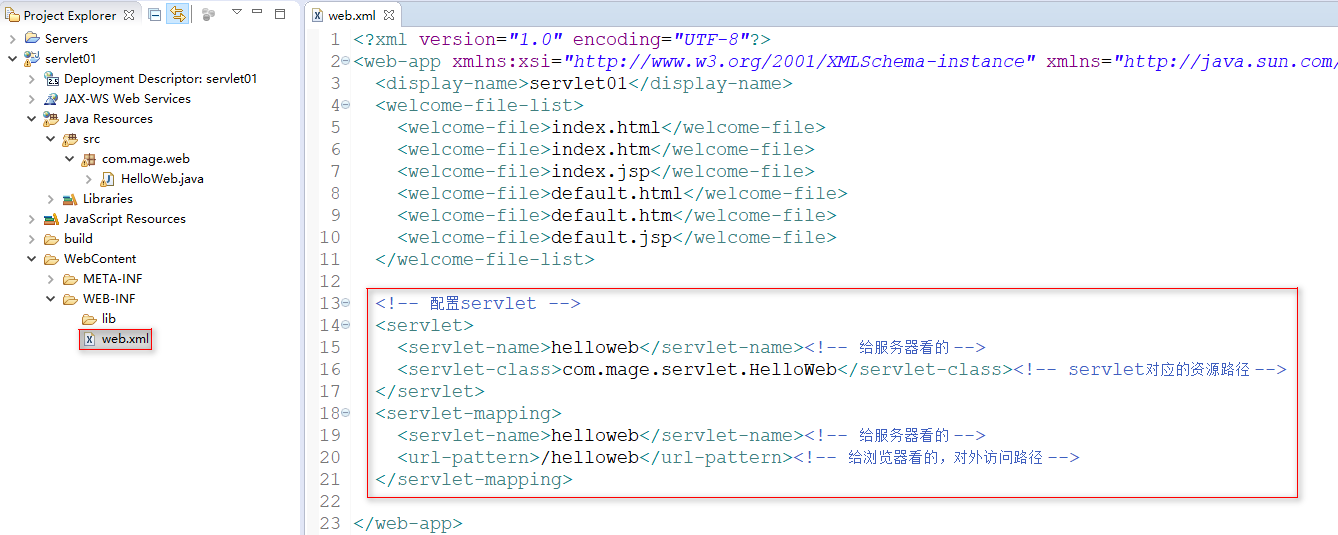 Project Explorer
Servers
servlet01
Deployment Descriptor: servlet01
JAX-WS Web Services
Java Resources
src
com.mage.web
HelloWeb.java
Libraries
JavaScript Resources
build
WebContent
META-INF
WEB-INF
lib
web.xml
web.xml
1 <?xml version="1.0" encoding="UTF-8"?>
2 <web-app xmlns:xsi="http://www.w3.org/2001/XMLSchema-instance" xmlns="http://java.sun.com/
3 <display-name>servlet01</display-name>
4 <welcome-file-list>
5 <welcome-file>index.html</welcome-file>
6 <welcome-file>index.htm</welcome-file>
7 <welcome-file>index.jsp</welcome-file>
8 <welcome-file>default.html</welcome-file>
9 <welcome-file>default.htm</welcome-file>
10 <welcome-file>default.jsp</welcome-file>
11 </welcome-file-list>
12
13 <!-- 配置servlet -->
14 <servlet>
15 <servlet-name>helloweb</servlet-name><!-- 给服务器看的 -->
16 <servlet-class>com.mage.servlet.HelloWeb</servlet-class><!-- servlet对应的资源路径 -->
17 </servlet>
18 <servlet-mapping>
19 <servlet-name>helloweb</servlet-name><!-- 给服务器看的 -->
20 <url-pattern>/helloweb</url-pattern><!-- 给浏览器看的，对外访问路径 -->
21 </servlet-mapping>
22
23 </web-app>